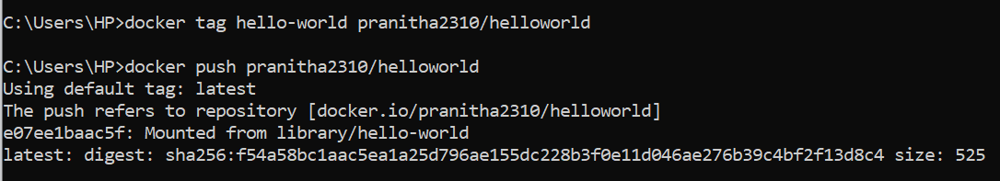 C:\Users\HP>docker tag hello-world pranitha2310/helloworld
C:\Users\HP>docker push pranitha2310/helloworld
Using default tag: latest
The push refers to repository [docker.io/pranitha2310/helloworld]
e07ee1baac5f: Mounted from library/hello-world
latest: digest: sha256:f54a58bc1aac5ea1a25d796ae155dc228b3f0e11d046ae276b39c4bf2f13d8c4 size: 525